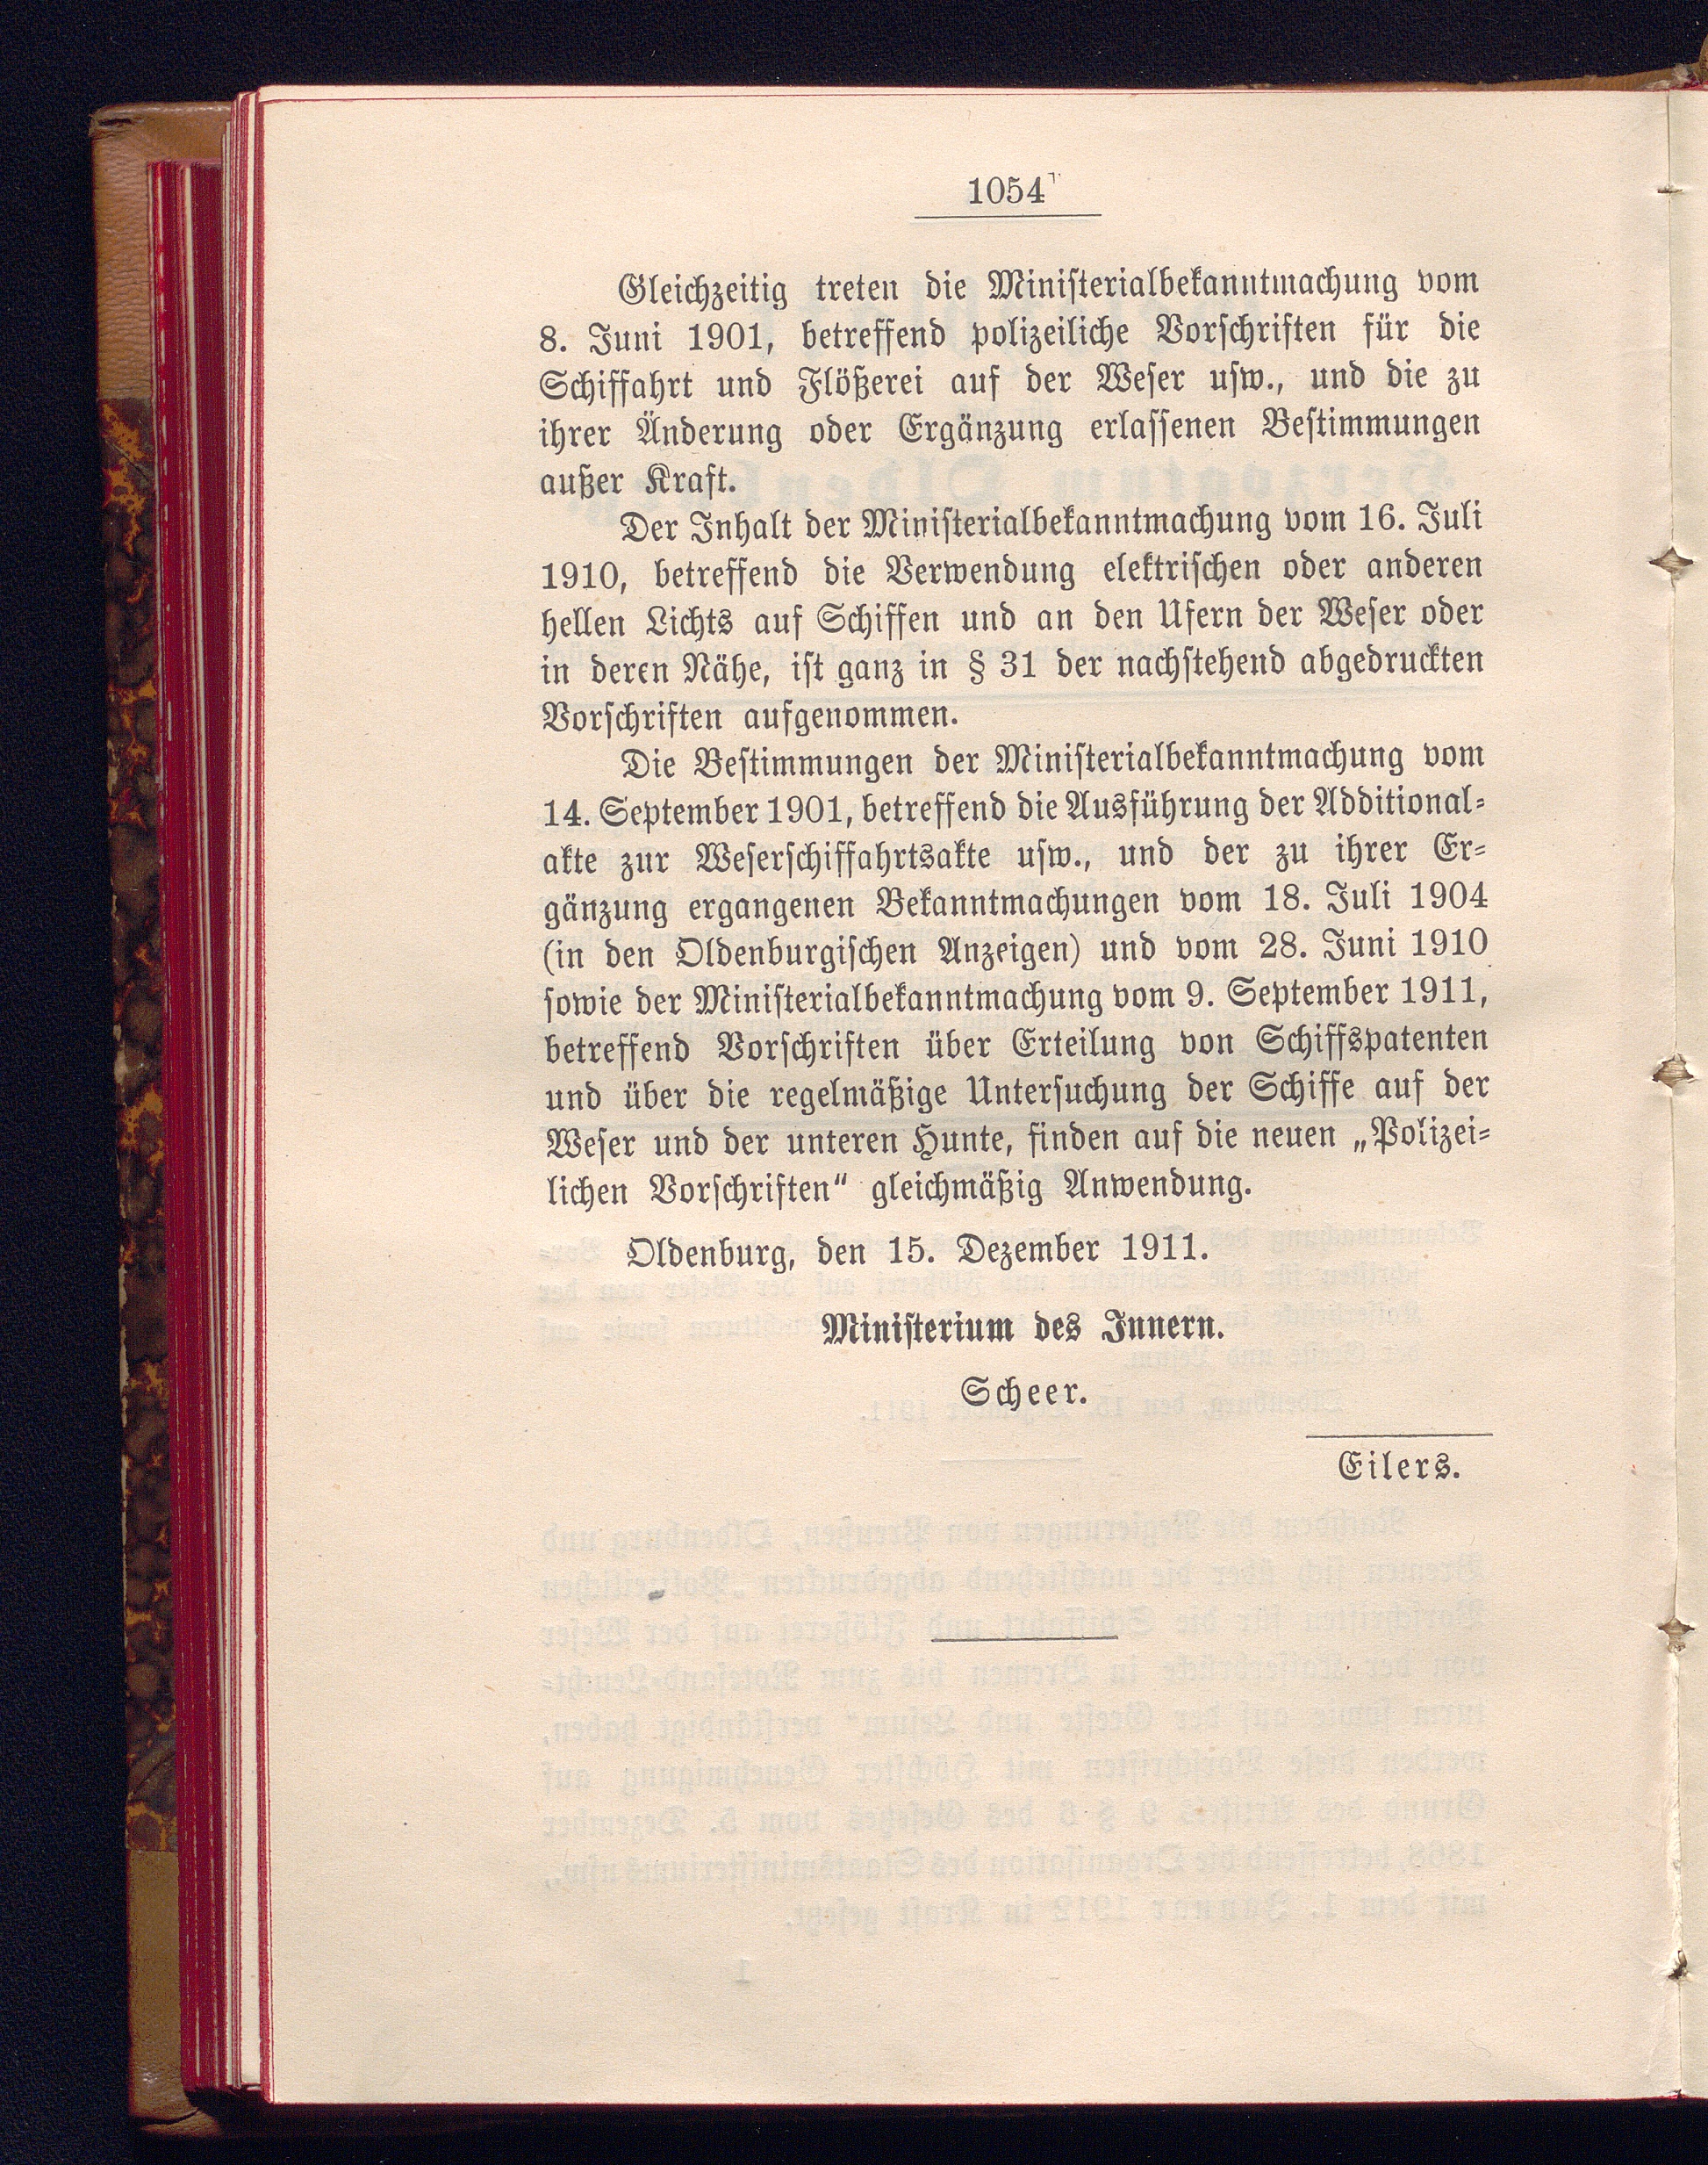 1054
Gleichzeitig treten die Ministerialbekanntmachung vom
8. Juni 1901, betreffend polizeiliche Vorschriften für die
Schiffahrt und Flößerei auf der Weser usw., und die zu
ihrer Änderung oder Ergänzung erlassenen Bestimmungen
außer Kraft.
Der Inhalt der Ministerialbekanntmachung vom 16. Juli
1910, betreffend die Verwendung elektrischen oder anderen
hellen Lichts auf Schiffen und an den Ufern der Weser oder
in deren Nähe, ist ganz in § 31 der nachstehend abgedruckten
Vorschriften aufgenommen.
Die Bestimmungen der Ministerialbekanntmachung vom
14. September 1901, betreffend die Ausführung der Additional-
akte zur Weserschiffahrtsakte usw., und der zu ihrer Er-
gänzung ergangenen Bekanntmachungen vom 18. Juli 1904
(in den Oldenburgischen Anzeigen) und vom 28. Juni 1910
sowie der Ministerialbekanntmachung vom 9. September 1911,
betreffend Vorschriften über Erteilung von Schiffspatenten
und über die regelmäßige Untersuchung der Schiffe auf der
Weser und der unteren Hunte, finden auf die neuen „Polizei-
lichen Vorschriften“ gleichmäßig Anwendung.
Oldenburg, den 15. Dezember 1911.
Ministerium des Innern.
Scheer.
Eilers.